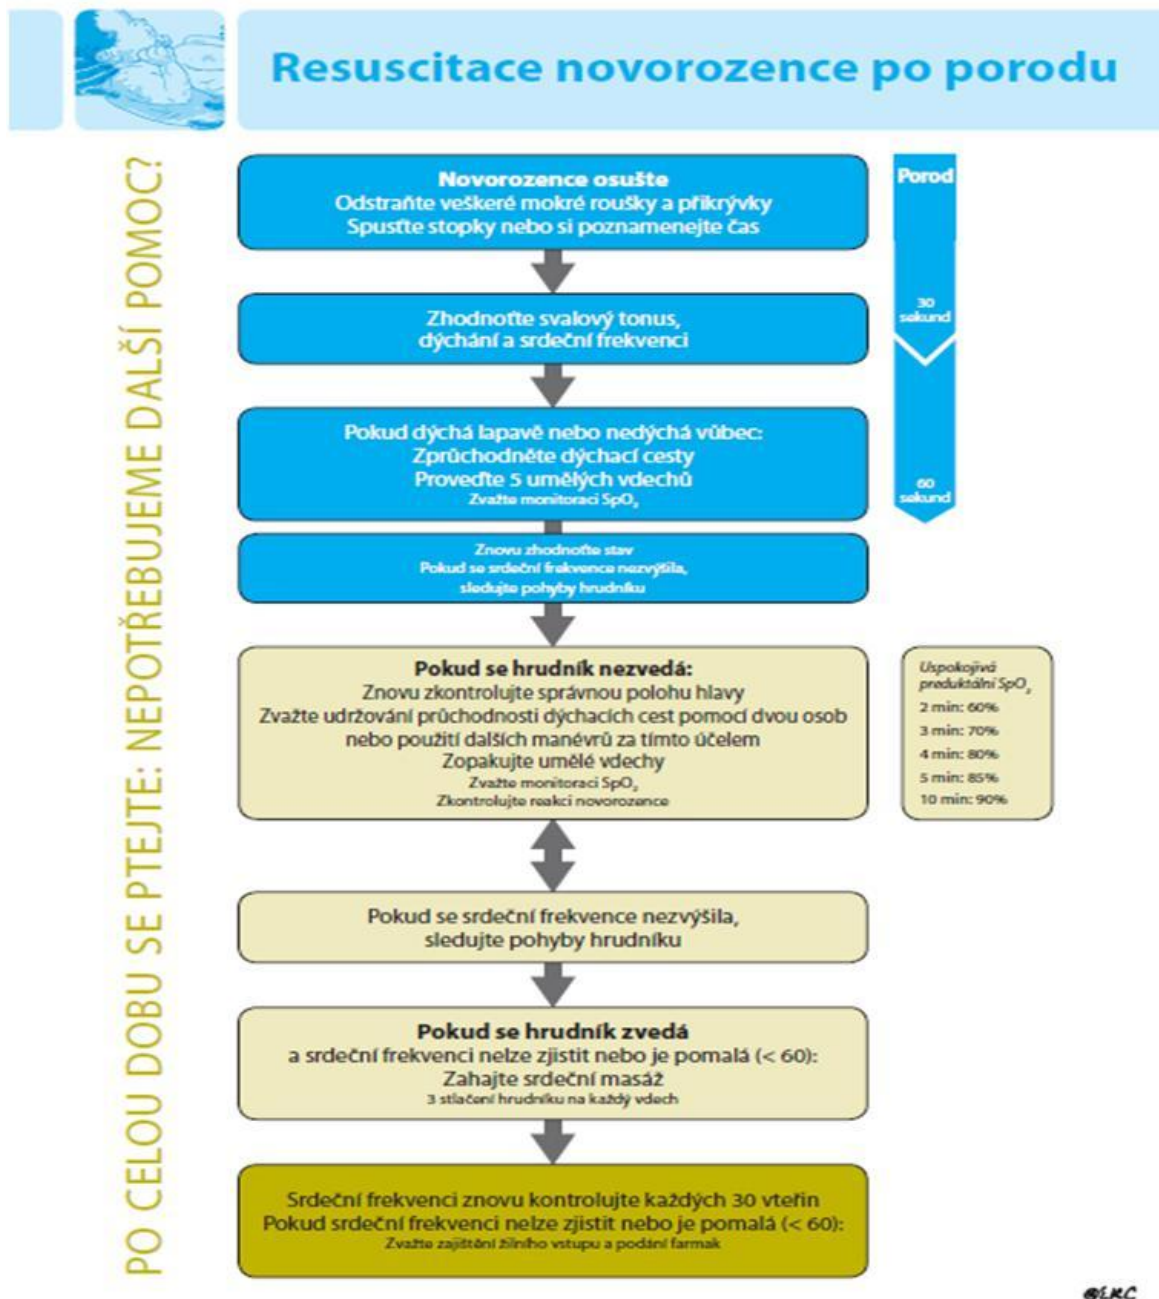 Resuscitace novorozence po porodu
PO CELOU DOBU SE PTEJTE: NEPOTŘEBUJEME DALŠÍ POMOC?
Novorozence osušte
Odstraňte veškeré mokré roušky a přikrývky
Spusťte stopky nebo si poznamenejte čas
Porod
30
sekund
Zhodnoťte svalový tonus,
dýchání a srdeční frekvenci
Pokud dýchá lapavě nebo nedýchá vůbec:
Zprůchodněte dýchací cesty
Proveďte 5 umělých vdechů
Zvažte monitoraci SpO₂
60
sekund
Znovu zhodnoťte stav
Pokud se srdeční frekvence nezvýšila,
sledujte pohyby hrudníku
Pokud se hrudník nezvedá:
Znovu zkontrolujte správnou polohu hlavy
Zvažte udržování průchodnosti dýchacích cest pomocí dvou osob
nebo použití dalších manévrů za tímto účelem
Zopakujte umělé vdechy
Zvažte monitoraci SpO₂
Zkontrolujte reakci novorozence
Uspokojivá
preduktální SpO₂
2 min: 60%
3 min: 70%
4 min: 80%
5 min: 85%
10 min: 90%
Pokud se srdeční frekvence nezvýšila,
sledujte pohyby hrudníku
Pokud se hrudník zvedá
a srdeční frekvenci nelze zjistit nebo je pomalá (< 60):
Zahajte srdeční masáž
3 stlačení hrudníku na každý vdech
Srdeční frekvenci znovu kontrolujte každých 30 vteřin
Pokud srdeční frekvenci nelze zjistit nebo je pomalá (< 60):
Zvažte zajištění žilního vstupu a podání farmak
@ERC